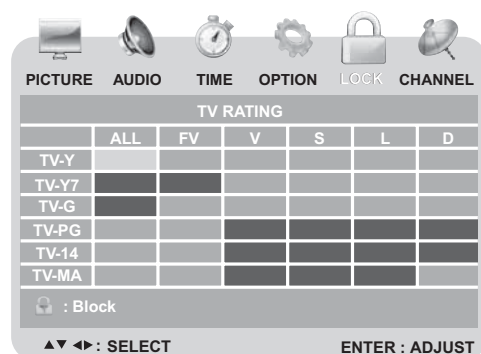 PICTURE AUDIO TIME OPTION LOCK CHANNEL
TV RATING
ALL FV V S L D
TV-Y
TV-Y7
TV-G
TV-PG
TV-14
TV-MA
: Block
▲▼ ◀▶ : SELECT ENTER : ADJUST